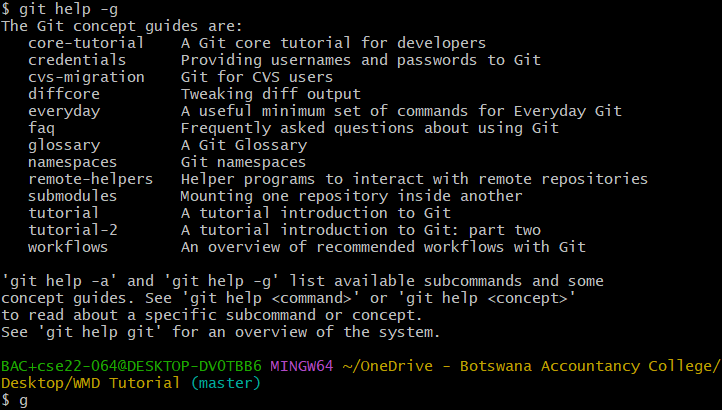 $ git help -g
The Git concept guides are:
   core-tutorial    A Git core tutorial for developers
   credentials      Providing usernames and passwords to Git
   cvs-migration    Git for CVS users
   diffcore         Tweaking diff output
   everyday         A useful minimum set of commands for Everyday Git
   faq              Frequently asked questions about using Git
   glossary         A Git Glossary
   namespaces       Git namespaces
   remote-helpers   Helper programs to interact with remote repositories
   submodules       Mounting one repository inside another
   tutorial         A tutorial introduction to Git
   tutorial-2       A tutorial introduction to Git: part two
   workflows        An overview of recommended workflows with Git

'git help -a' and 'git help -g' list available subcommands and some
concept guides. See 'git help <command>' or 'git help <concept>'
to read about a specific subcommand or concept.
See 'git help git' for an overview of the system.

BAC+cse22-064@DESKTOP-DVOTBB6 MINGW64 ~/OneDrive - Botswana Accountancy College/
Desktop/WMD Tutorial (master)
$ g